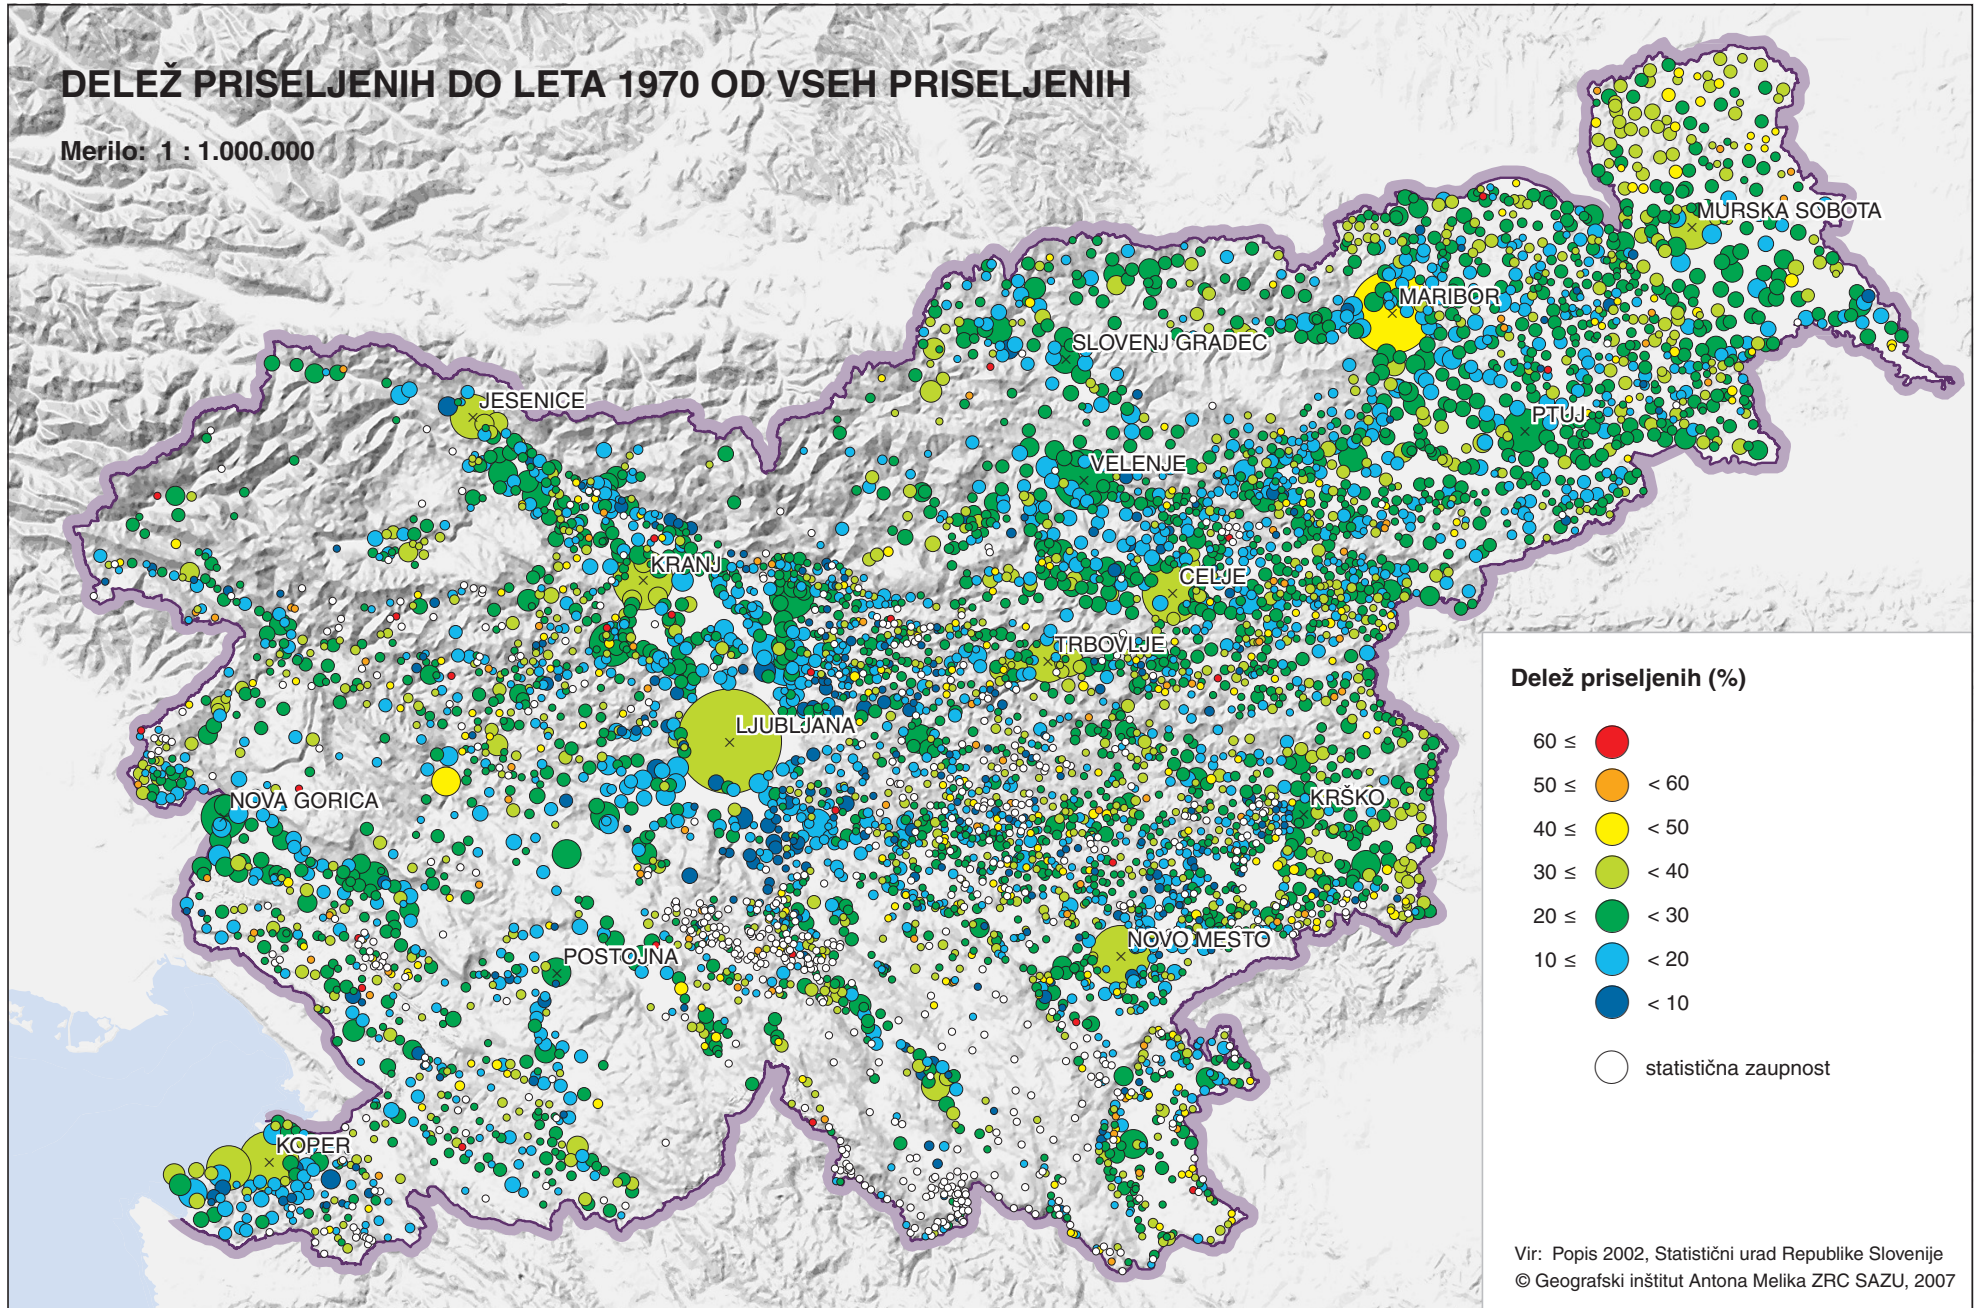 DELEŽ PRISELJENIH DO LETA 1970 OD VSEH PRISELJENIH
Merilo: 1 : 1.000.000
MURSKA SOBOTA
MARIBOR
SLOVENJ GRADEC
JESENICE
PTUJ
VELENJE
KRANJ
CELJE
TRBOVLJE
LJUBLJANA
NOVA GORICA
KRŠKO
NOVO MESTO
POSTOJNA
KOPER
Delež priseljenih (%)
60 ≤
50 ≤ < 60
40 ≤ < 50
30 ≤ < 40
20 ≤ < 30
10 ≤ < 20
< 10
statistična zaupnost
Vir: Popis 2002, Statistični urad Republike Slovenije
© Geografski inštitut Antona Melika ZRC SAZU, 2007